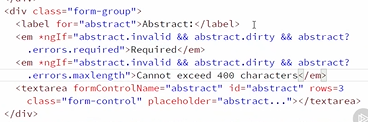 <div class="form-group">
<label for="abstract">Abstract:</label>
<em *ngIf="abstract.invalid && abstract.dirty && abstract?
.errors.required">Required</em>
<em *ngIf="abstract.invalid && abstract.dirty && abstract?
.errors.maxlength">Cannot exceed 400 characters</em>
<textarea formControlName="abstract" id="abstract" rows=3
class="form-control" placeholder="abstract..."></textarea>
</div>